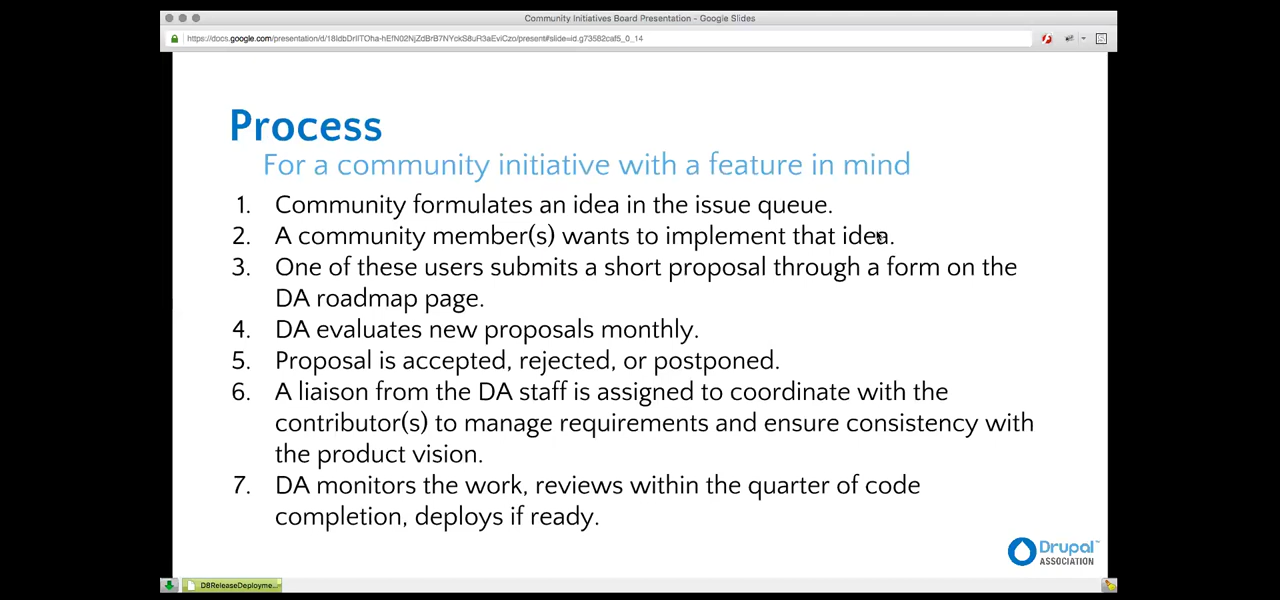 Community Initiatives Board Presentation - Google Slides
Process
For a community initiative with a feature in mind
1. Community formulates an idea in the issue queue.
2. A community member(s) wants to implement that idea.
3. One of these users submits a short proposal through a form on the
DA roadmap page.
4. DA evaluates new proposals monthly.
5. Proposal is accepted, rejected, or postponed.
6. A liaison from the DA staff is assigned to coordinate with the
contributor(s) to manage requirements and ensure consistency with
the product vision.
7. DA monitors the work, reviews within the quarter of code
completion, deploys if ready.
Drupal™
ASSOCIATION
D8ReleaseDeployme...